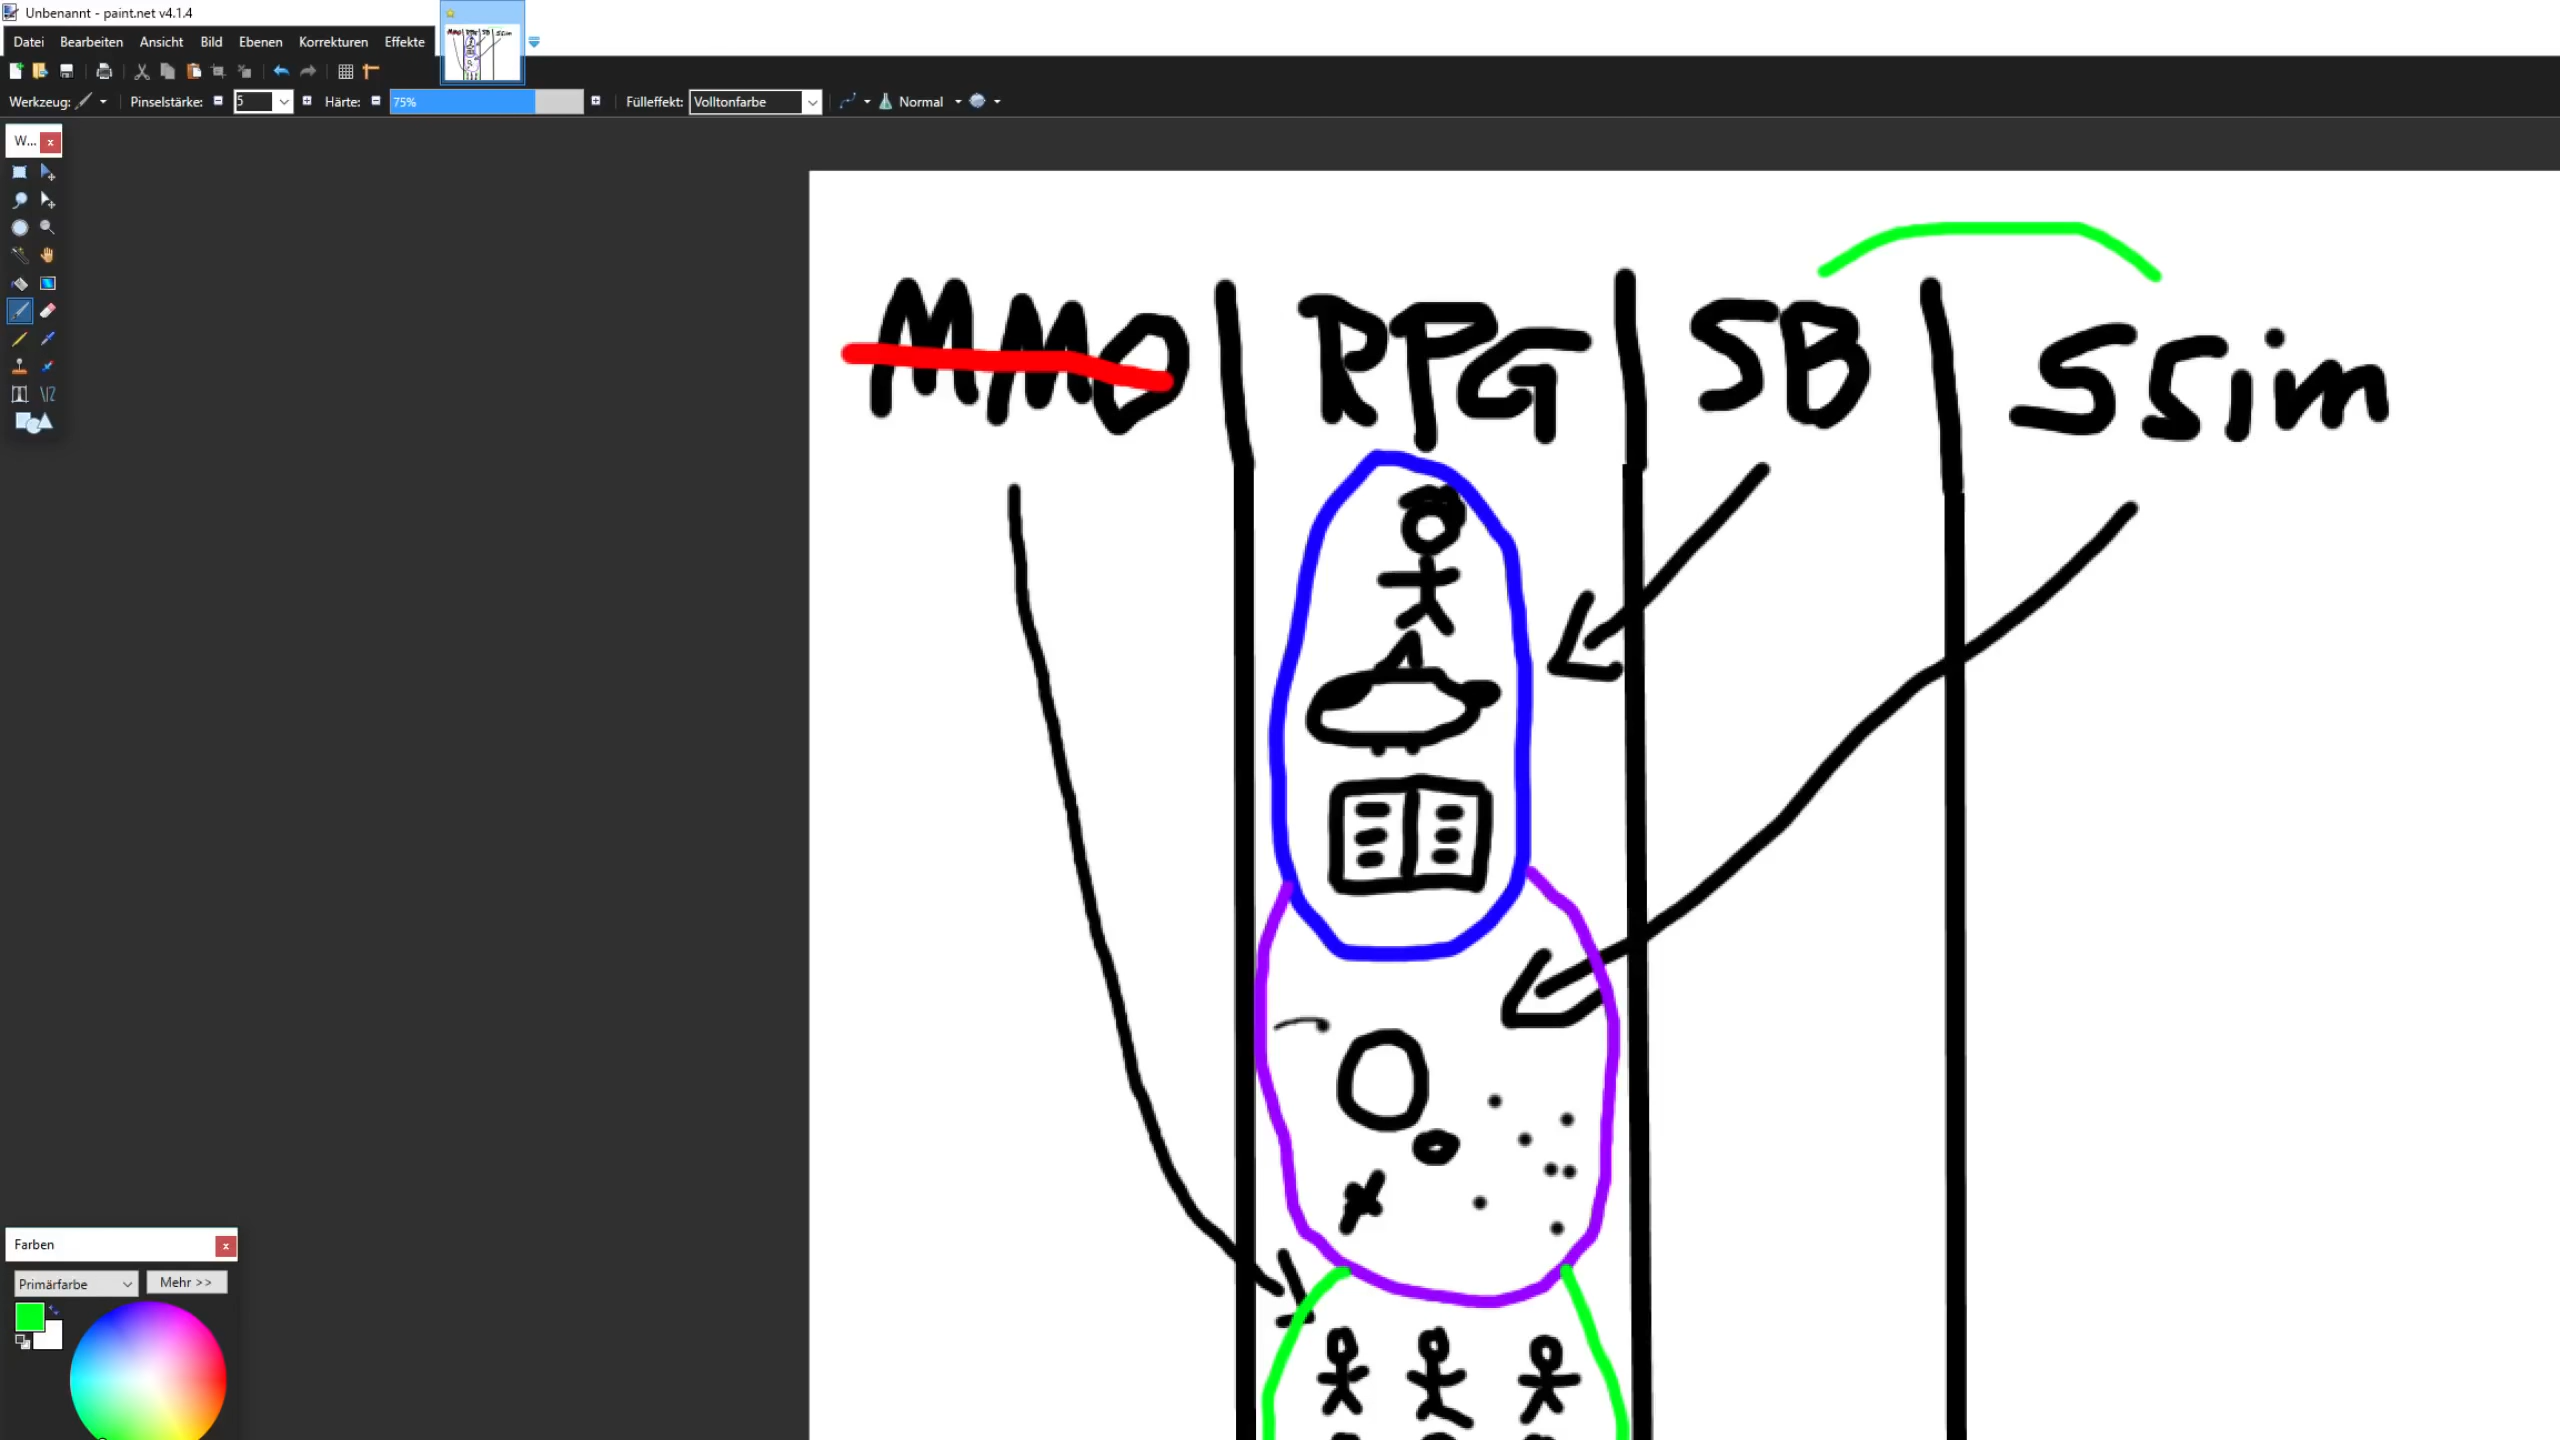 Unbenannt - paint.net v4.1.4
Datei Bearbeiten Ansicht Bild Ebenen Korrekturen Effekte
Werkzeug: Pinselstärke: 5 Härte: 75% Fülleffekt: Volltonfarbe Normal
W...
MMO RPG SB SSim
Farben
Primärfarbe Mehr >>